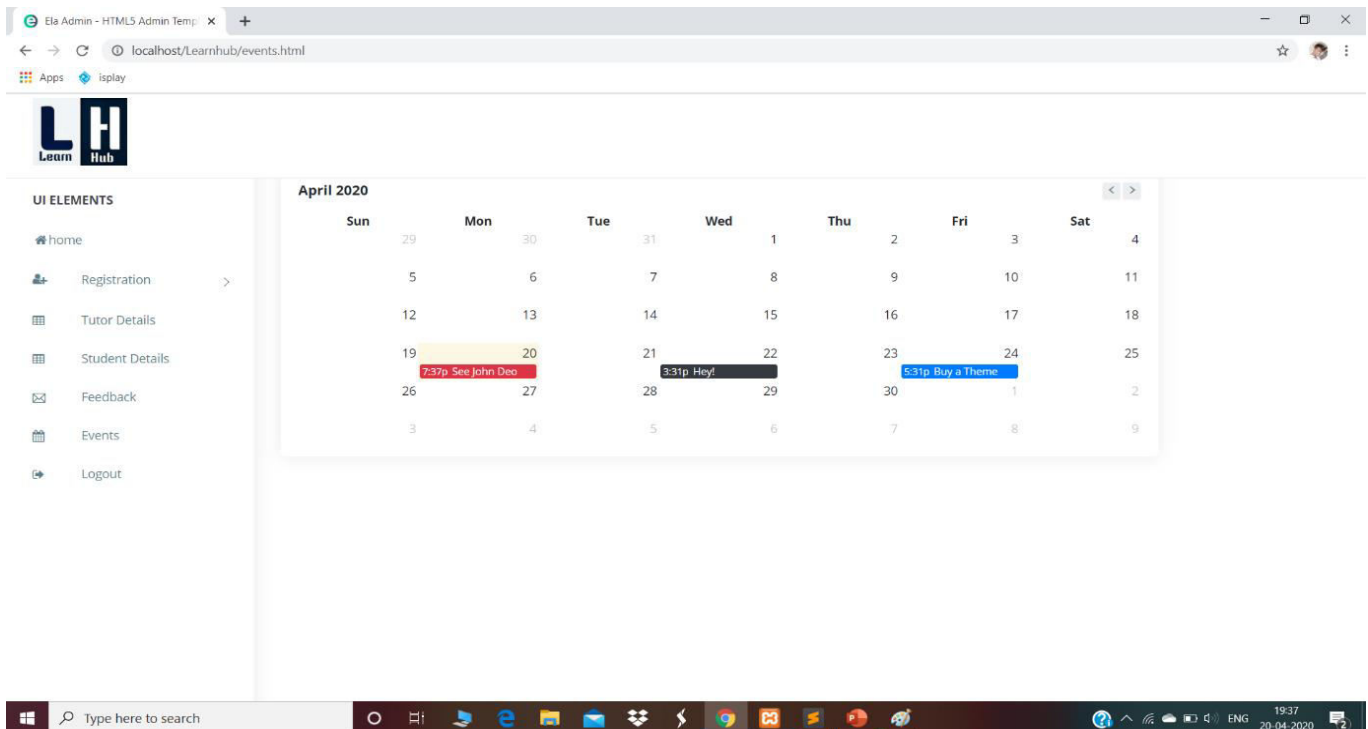 Ela Admin - HTML5 Admin Temp
localhost/Learnhub/events.html
Apps isplay
L H
Learn Hub
UI ELEMENTS
home
Registration
Tutor Details
Student Details
Feedback
Events
Logout
April 2020
Sun Mon Tue Wed Thu Fri Sat
29 30 31 1 2 3 4
5 6 7 8 9 10 11
12 13 14 15 16 17 18
19 20 21 22 23 24 25
7:37p See John Deo 3:31p Hey! 5:31p Buy a Theme
26 27 28 29 30 1 2
3 4 5 6 7 8 9
Type here to search
ENG
19:37
20-04-2020
2